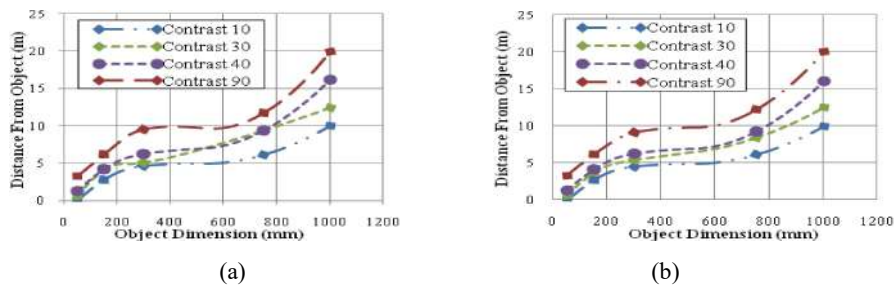 25
20
15
10
5
0
Distance From Object (m)
Contrast 10
Contrast 30
Contrast 40
Contrast 90
0 200 400 600 800 1000 1200
Object Dimension (mm)
(a)
25
20
15
10
5
0
Distance From Object (m)
Contrast 10
Contrast 30
Contrast 40
Contrast 90
0 200 400 600 800 1000 1200
Object Dimension (mm)
(b)